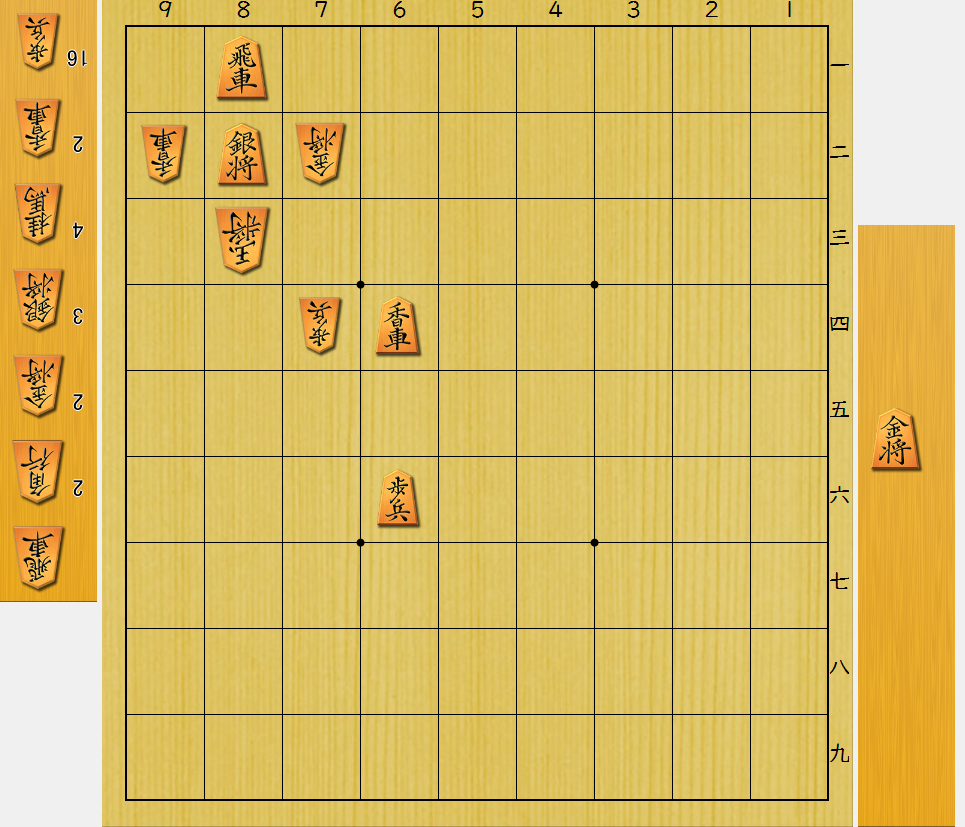 9 8 7 6 5 4 3 2 1
歩兵 16
香車 2
桂馬 4
銀将 3
金将 2
角行 2
飛車
飛車 一
香車 銀将 金将 二
玉将 三
歩兵 香車 四
五
歩兵 六
七
八
九
金将